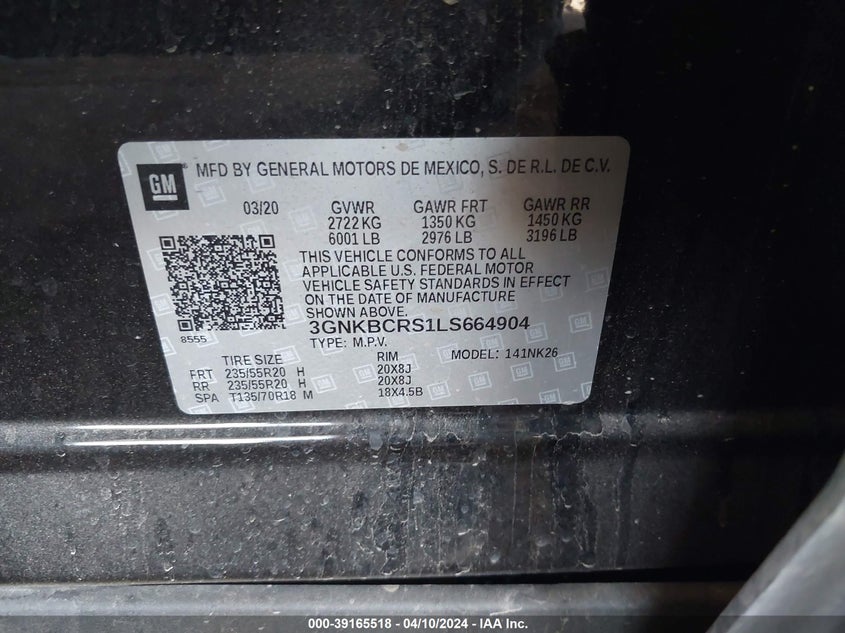 GM ® MFD BY GENERAL MOTORS DE MEXICO, S. DE R.L. DE C.V.
03/20 GVWR GAWR FRT GAWR RR
2722 KG 1350 KG 1450 KG
6001 LB 2976 LB 3196 LB
THIS VEHICLE CONFORMS TO ALL
APPLICABLE U.S. FEDERAL MOTOR
VEHICLE SAFETY STANDARDS IN EFFECT
ON THE DATE OF MANUFACTURE
SHOWN ABOVE.
8555 3GNKBCRS1LS664904
TYPE: M.P.V. MODEL: 141NK26
TIRE SIZE RIM
FRT 235/55R20 H 20X8J
RR 235/55R20 H 20X8J
SPA T135/70R18 M 18X4.5B
000-39165518 - 04/10/2024 - IAA Inc.